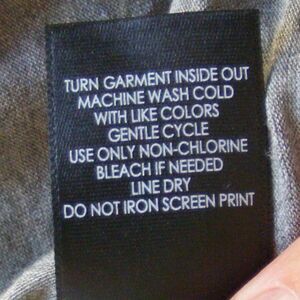 TURN GARMENT INSIDE OUT
MACHINE WASH COLD
WITH LIKE COLORS
GENTLE CYCLE
USE ONLY NON-CHLORINE
BLEACH IF NEEDED
LINE DRY
DO NOT IRON SCREEN PRINT